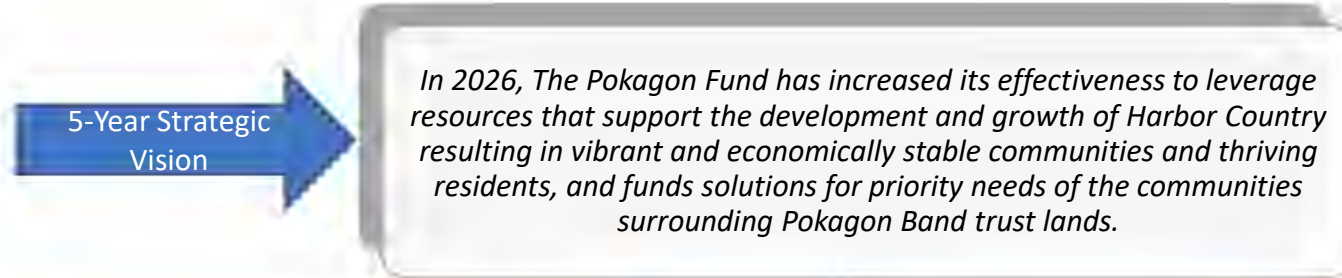 5-Year Strategic
Vision
In 2026, The Pokagon Fund has increased its effectiveness to leverage
resources that support the development and growth of Harbor Country
resulting in vibrant and economically stable communities and thriving
residents, and funds solutions for priority needs of the communities
surrounding Pokagon Band trust lands.